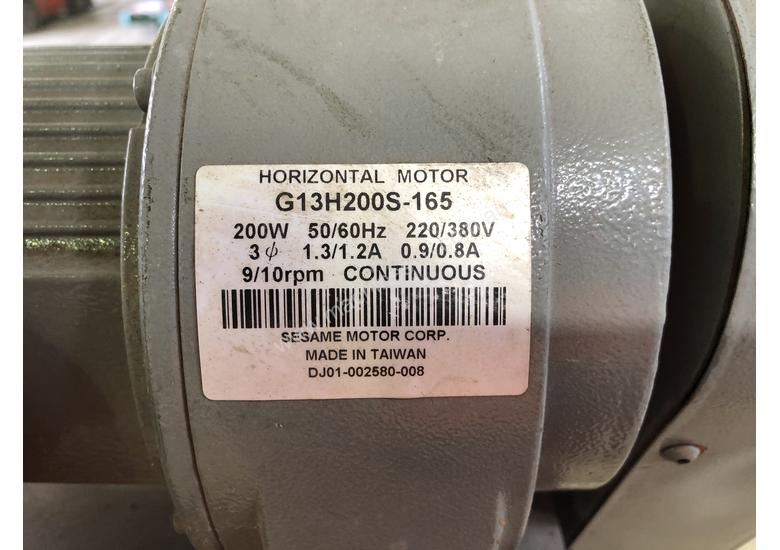 HORIZONTAL MOTOR
G13H200S-165
200W 50/60Hz 220/380V
3φ 1.3/1.2A 0.9/0.8A
9/10rpm CONTINUOUS
SESAME MOTOR CORP.
MADE IN TAIWAN
DJ01-002580-008